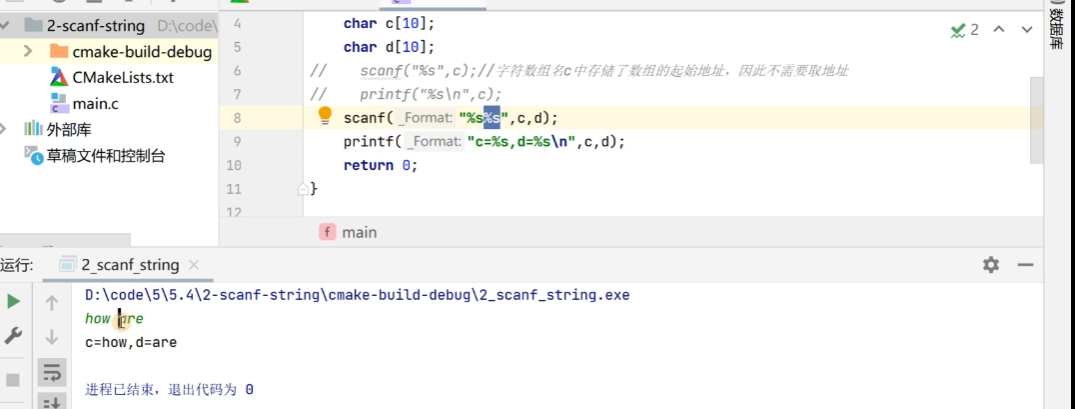 2-scanf-string D:\code\
cmake-build-debug
CMakeLists.txt
main.c
外部库
草稿文件和控制台
4 char c[10];
5 char d[10];
6 // scanf("%s",c);//字符数组名c中存储了数组的起始地址，因此不需要取地址
7 // printf("%s\n",c);
8 scanf( _Format: "%s%s",c,d);
9 printf( _Format: "c=%s,d=%s\n",c,d);
10 return 0;
11 }
12
2
数据库
f main
运行: 2_scanf_string
D:\code\5\5.4\2-scanf-string\cmake-build-debug\2_scanf_string.exe
how are
c=how,d=are
进程已结束，退出代码为 0